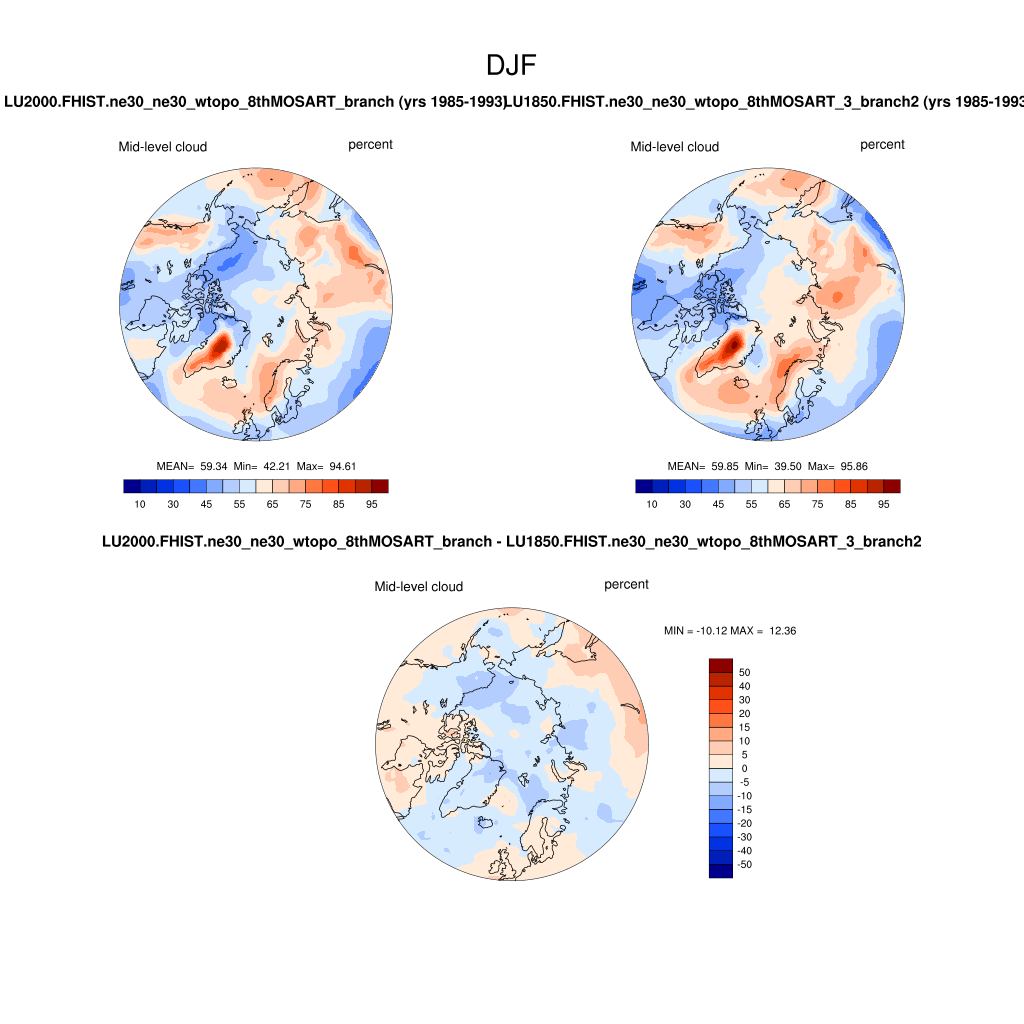 DJF
LU2000.FHIST.ne30_ne30_wtopo_8thMOSART_branch (yrs 1985-1993)
LU1850.FHIST.ne30_ne30_wtopo_8thMOSART_3_branch2 (yrs 1985-1993
Mid-level cloud percent
Mid-level cloud percent
MEAN= 59.34 Min= 42.21 Max= 94.61
MEAN= 59.85 Min= 39.50 Max= 95.86
10 30 45 55 65 75 85 95
10 30 45 55 65 75 85 95
LU2000.FHIST.ne30_ne30_wtopo_8thMOSART_branch - LU1850.FHIST.ne30_ne30_wtopo_8thMOSART_3_branch2
Mid-level cloud percent
MIN = -10.12 MAX = 12.36
50
40
30
20
15
10
5
0
-5
-10
-15
-20
-30
-40
-50